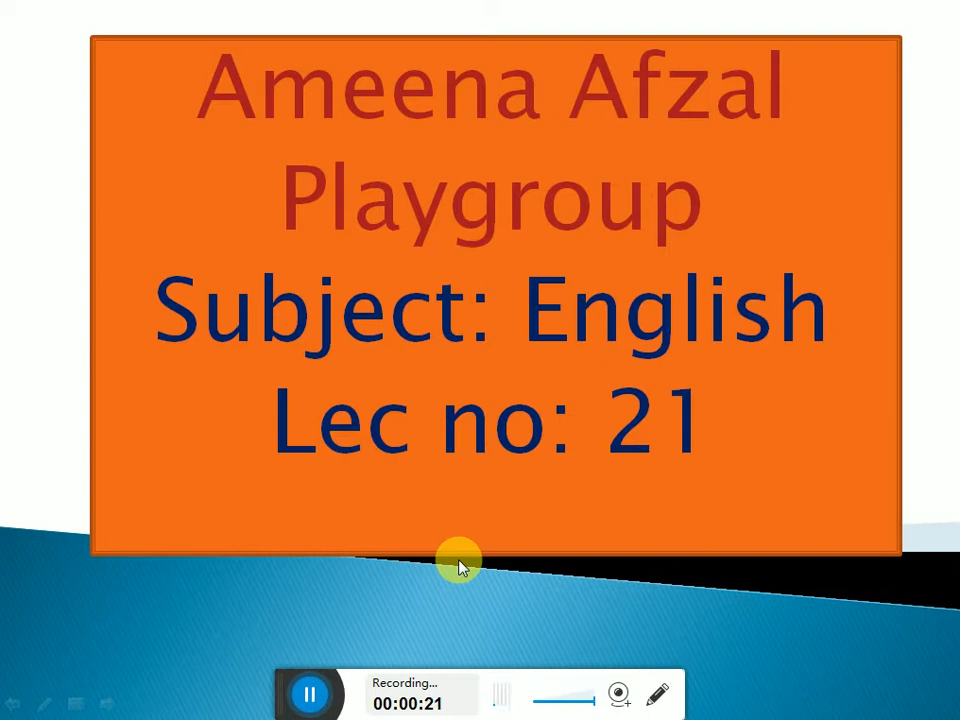 Ameena Afzal
Playgroup
Subject: English
Lec no: 21
Recording...
00:00:21